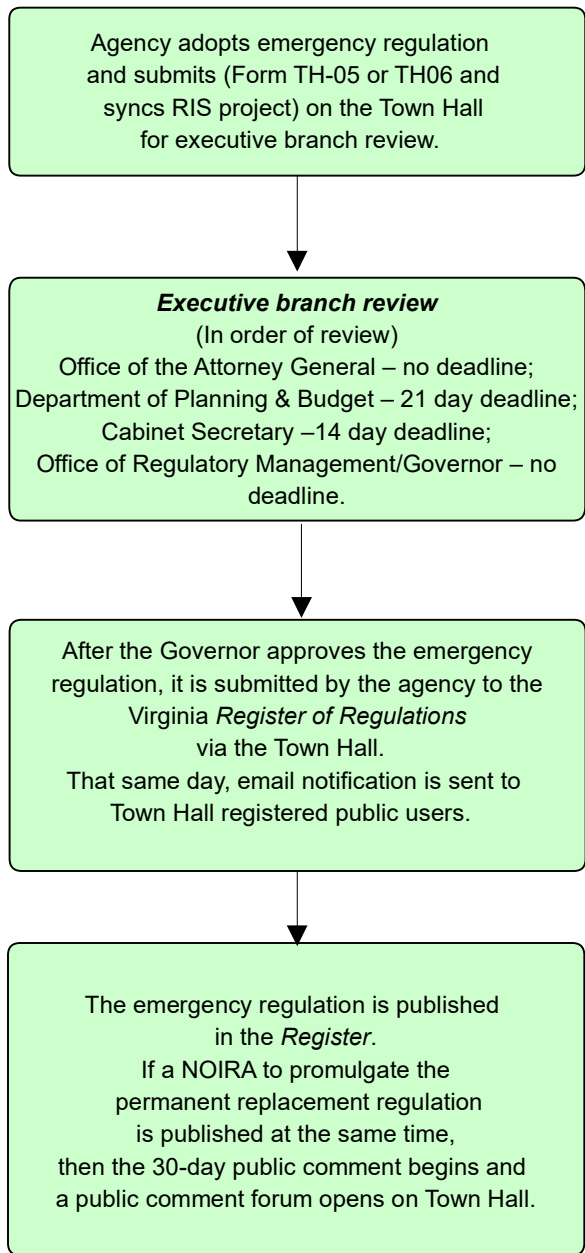 Agency adopts emergency regulation
and submits (Form TH-05 or TH06 and
syncs RIS project) on the Town Hall
for executive branch review.
Executive branch review
(In order of review)
Office of the Attorney General – no deadline;
Department of Planning & Budget – 21 day deadline;
Cabinet Secretary –14 day deadline;
Office of Regulatory Management/Governor – no
deadline.
After the Governor approves the emergency
regulation, it is submitted by the agency to the
Virginia Register of Regulations
via the Town Hall.
That same day, email notification is sent to
Town Hall registered public users.
The emergency regulation is published
in the Register.
If a NOIRA to promulgate the
permanent replacement regulation
is published at the same time,
then the 30-day public comment begins and
a public comment forum opens on Town Hall.